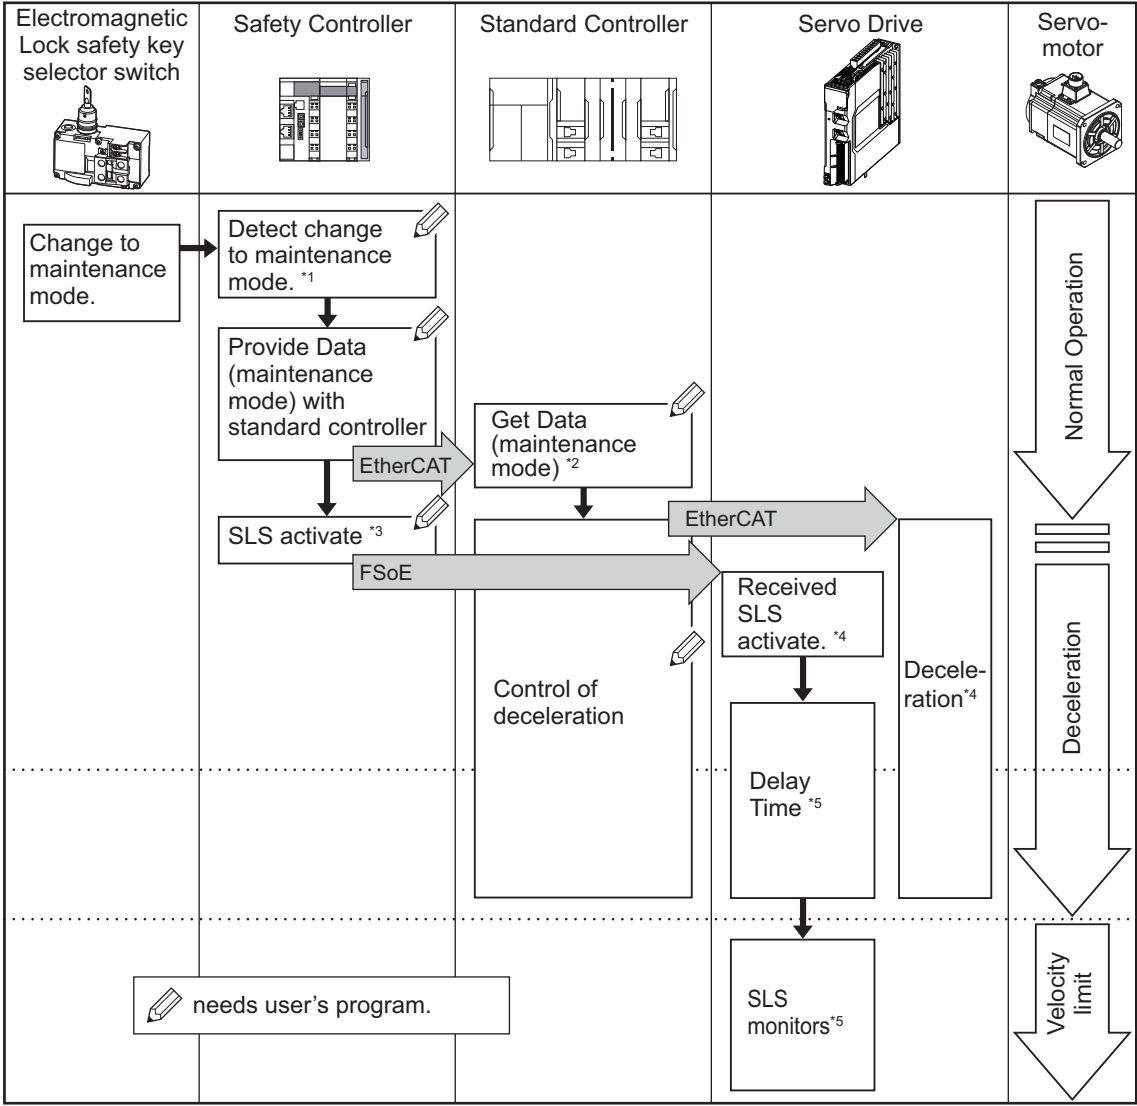 Electromagnetic
Lock safety key
selector switch
Safety Controller
Standard Controller
Servo Drive
Servo-
motor
Change to
maintenance
mode.
Detect change
to maintenance
mode. *1
Provide Data
(maintenance
mode) with
standard controller
EtherCAT
Get Data
(maintenance
mode) *2
SLS activate *3
EtherCAT
FSoE
Received
SLS
activate. *4
Control of
deceleration
Decele-
ration*4
Delay
Time *5
SLS
monitors*5
Normal Operation
Deceleration
Velocity
limit
needs user's program.